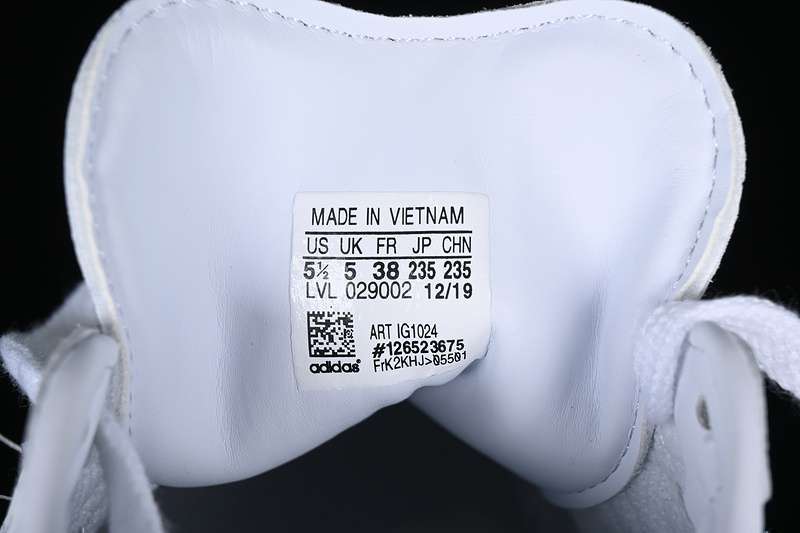 MADE IN VIETNAM
US UK FR JP CHN
5½ 5 38 235 235
LVL 029002 12/19
ART IG1024
#126523675
FrK2KHJ>05501
adidas®